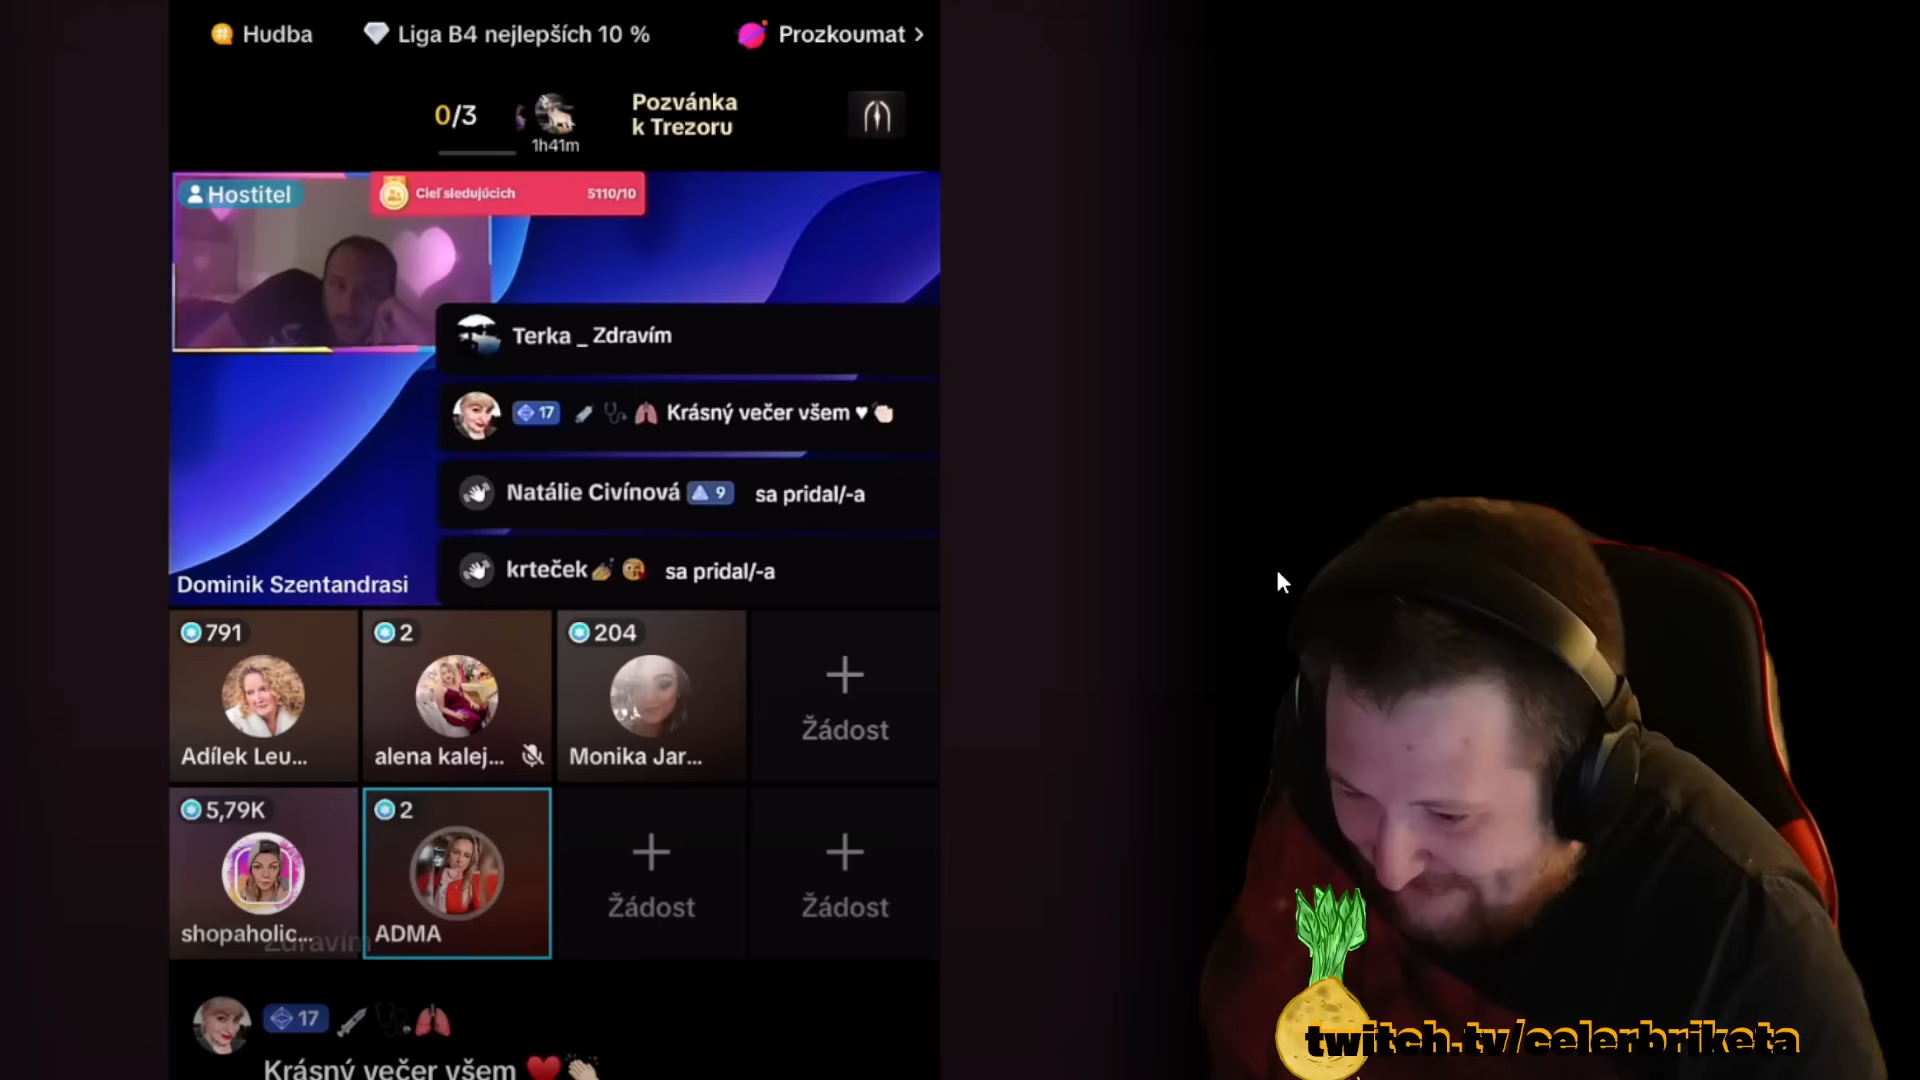 Hudba
Liga B4 nejlepších 10 %
Prozkoumat >
0/3
1h41m
Pozvánka
k Trezoru
Hostitel
Cieľ sledujúcich
5110/10
Terka _ Zdravím
17 Krásný večer všem ♥
Natálie Civínová 9 sa pridal/-a
krteček sa pridal/-a
Dominik Szentandrasi
791
2
204
Žádost
Adílek Leu...
alena kalej...
Monika Jar...
5,79K
2
Žádost
Žádost
shopaholic...
ADMA
Zdravím
17
Krásný večer všem
twitch.tv/celerbriketa